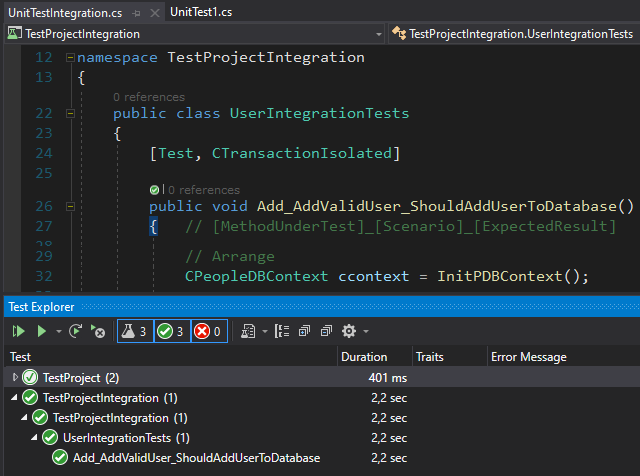 UnitTestIntegration.cs UnitTest1.cs
TestProjectIntegration TestProjectIntegration.UserIntegrationTests
12 namespace TestProjectIntegration
13 {
0 references
22 public class UserIntegrationTests
23 {
24 [Test, CTransactionIsolated]
25
0 references
26 public void Add_AddValidUser_ShouldAddUserToDatabase()
27 { // [MethodUnderTest]_[Scenario]_[ExpectedResult]
28
29 // Arrange
32 CPeopleDBContext ccontext = InitPDBContext();
Test Explorer
3 3 0
Test Duration Traits Error Message
TestProject (2) 401 ms
TestProjectIntegration (1) 2,2 sec
TestProjectIntegration (1) 2,2 sec
UserIntegrationTests (1) 2,2 sec
Add_AddValidUser_ShouldAddUserToDatabase 2,2 sec